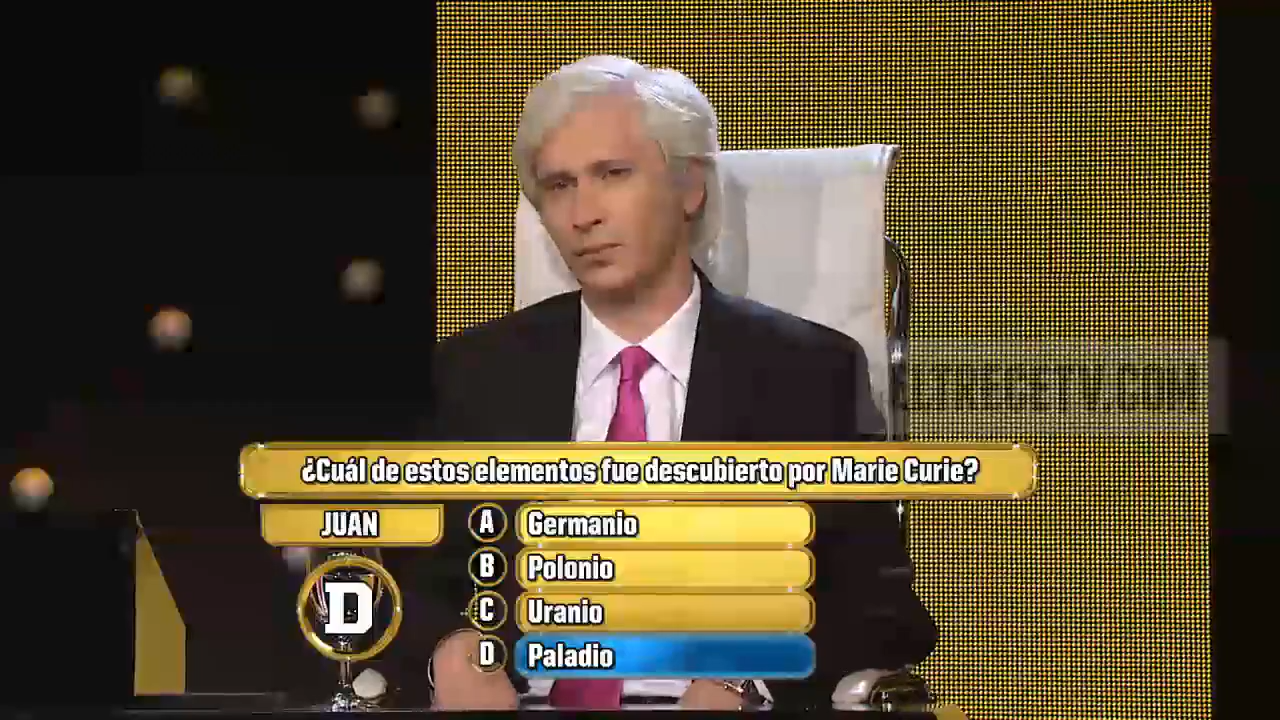 ¿Cuál de estos elementos fue descubierto por Marie Curie?
JUAN
D
A Germanio
B Polonio
C Uranio
D Paladio